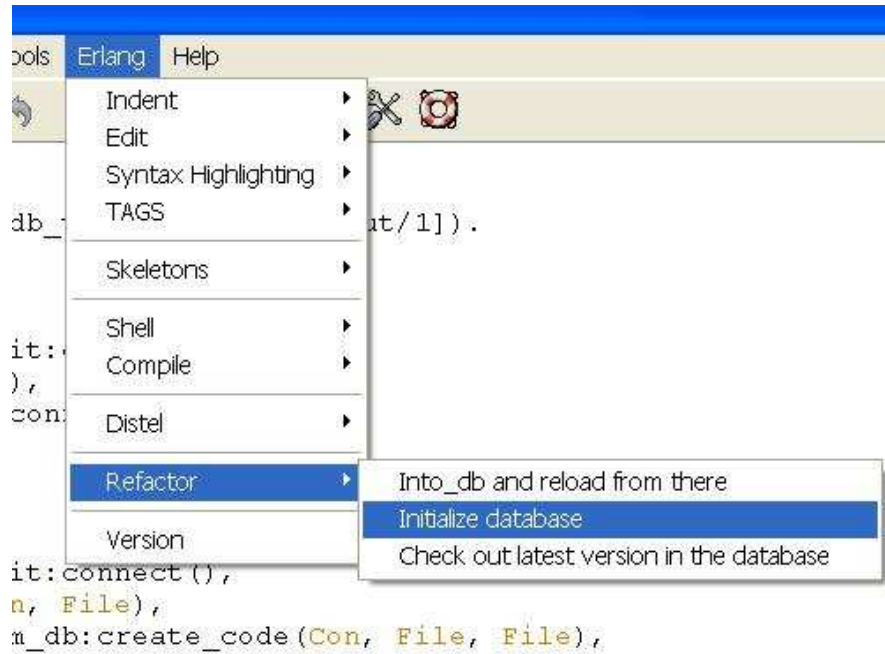 Erlang Help
Indent
Edit
Syntax Highlighting
TAGS
db_ ut/1]).
Skeletons
Shell
it:
Compile
),
con
Distel
Refactor
Into_db and reload from there
Initialize database
Version
Check out latest version in the database
it:connect(),
n, File),
m_db:create_code(Con, File, File),